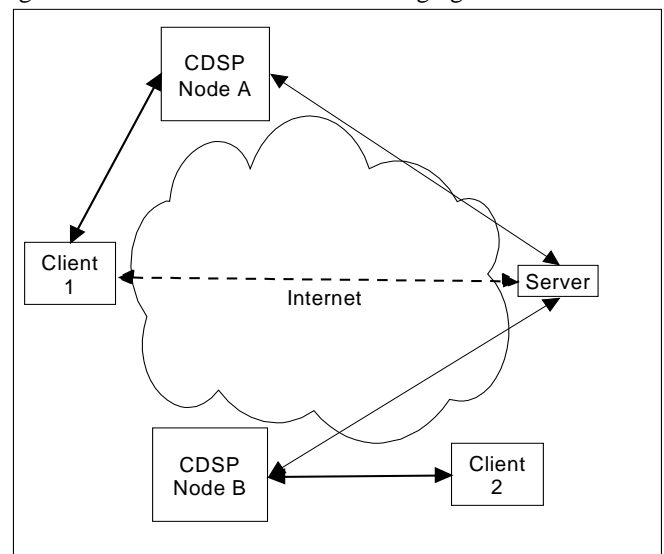 CDSP
Node A
Client
1
Internet
Server
CDSP
Node B
Client
2